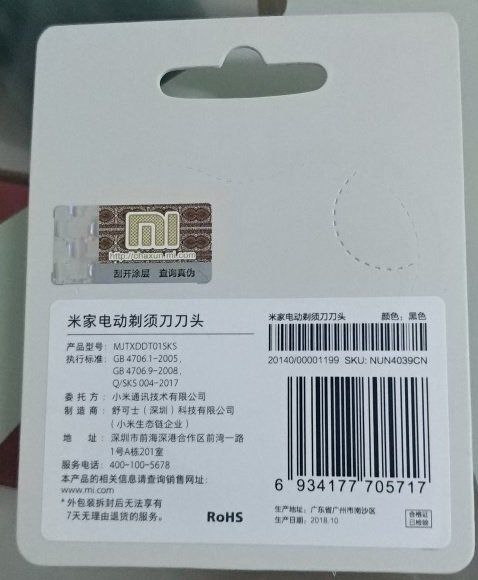 mi
http://chaxun.mi.com
刮开涂层 查询真伪
米家电动剃须刀刀头
产品型号： MJTXDDT01SKS
执行标准： GB 4706.1-2005、
GB 4706.9-2008、
Q/SKS 004-2017
委 托 方： 小米通讯技术有限公司
制 造 商： 舒可士（深圳）科技有限公司
（小米生态链企业）
地 址： 深圳市前海深港合作区前湾一路
1号A栋201室
服务电话： 400-100-5678
本产品的相关信息请查询销售网址：
www.mi.com
*外包装拆封后无法享有
7天无理由退货的服务。
RoHS
米家电动剃须刀刀头 颜色：黑色
20140/00001199 SKU: NUN4039CN
6 934177 705717
生产地址：广东省广州市南沙区
生产日期：2018.10
合格证
已检验